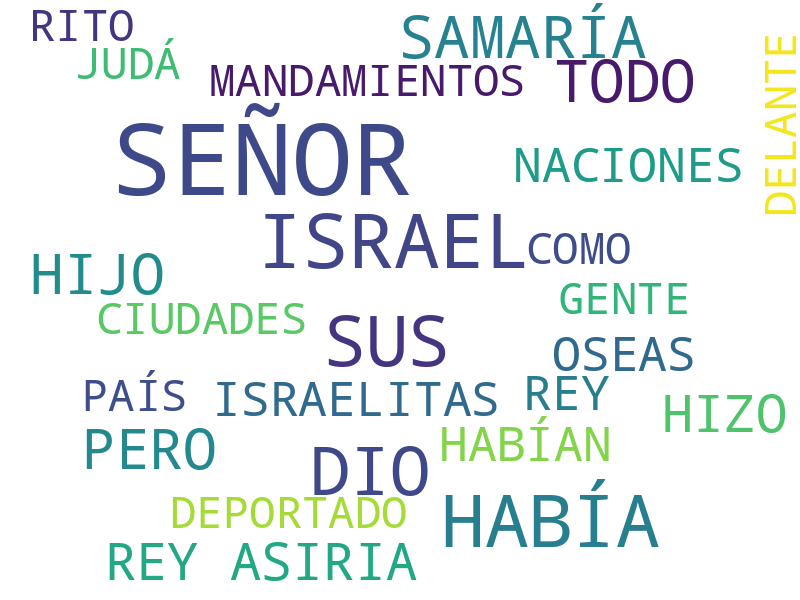 RITO
SAMARÍA
JUDÁ
MANDAMIENTOS
TODO
DELANTE
SEÑOR
NACIONES
ISRAEL
COMO
HIJO
GENTE
CIUDADES
SUS
OSEAS
PAÍS
ISRAELITAS
REY
HIZO
PERO
DIO
HABÍAN
DEPORTADO
HABÍA
REY ASIRIA